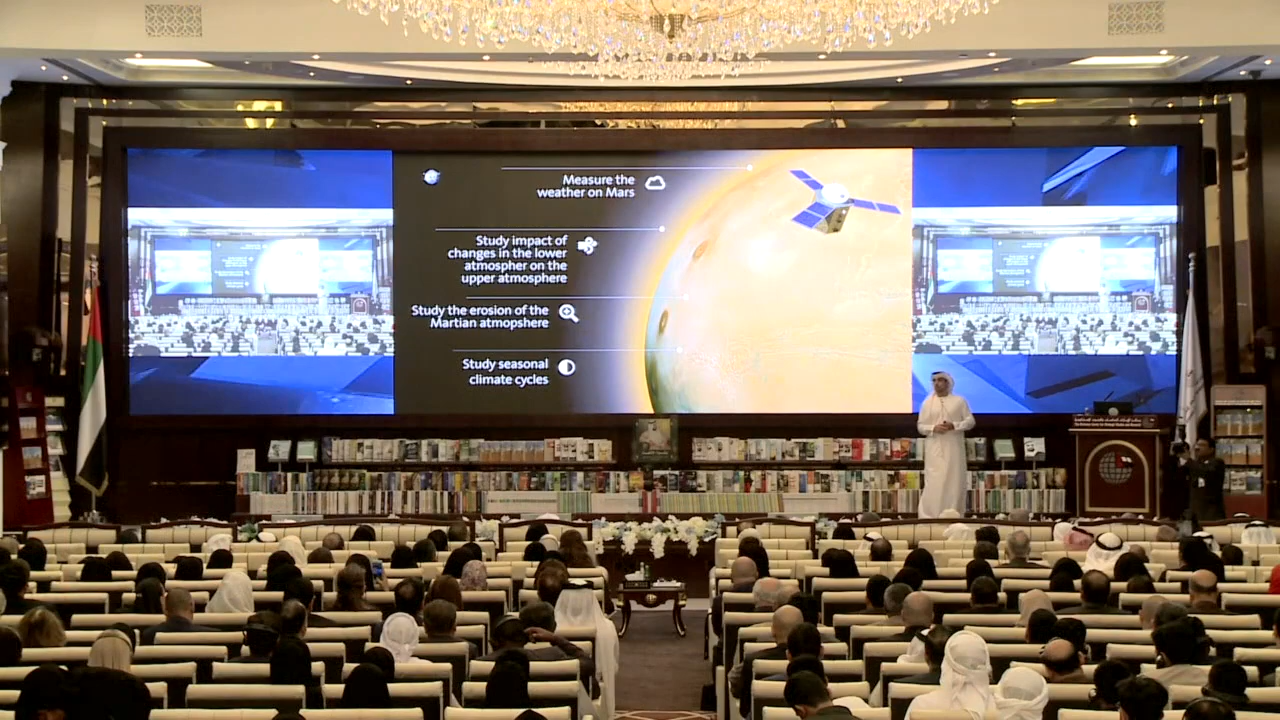 Measure the
weather on Mars
Study impact of
changes in the lower
atmospher on the
upper atmosphere
Study the erosion of the
Martian atmopshere
Study seasonal
climate cycles